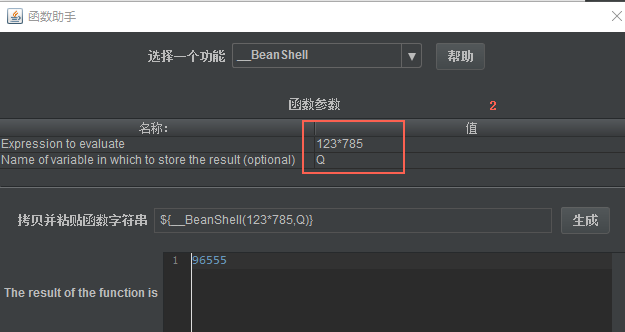 函数助手
选择一个功能 __BeanShell 帮助
函数参数 2
名称: 值
Expression to evaluate 123*785
Name of variable in which to store the result (optional) Q
拷贝并粘贴函数字符串 ${__BeanShell(123*785,Q)} 生成
1 96555
The result of the function is